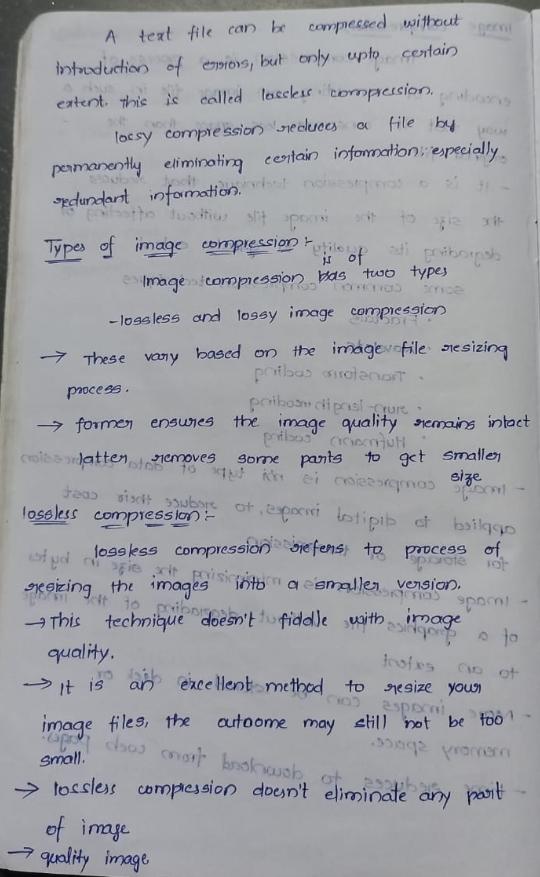 A text file can be compressed without
introduction of errors, but only upto certain
extent. This is called lossless compression.
lossy compression reduces a file by
permanently eliminating certain information, especially
redundant information.
Types of image compression :-
is of
Image compression has two types
-lossless and lossy image compression
→ These vary based on the image file resizing
process.
→ former ensures the image quality remains intact
latter removes some parts to get smaller
size
lossless compression:-
lossless compression refers to process of
resizing the images into a smaller version.
→ This technique doesn't fiddle with image
quality.
→ It is an excellent method to resize your
image files, the outcome may still not be too
small.
→ lossless compression doesn't eliminate any part
of image
→ quality image